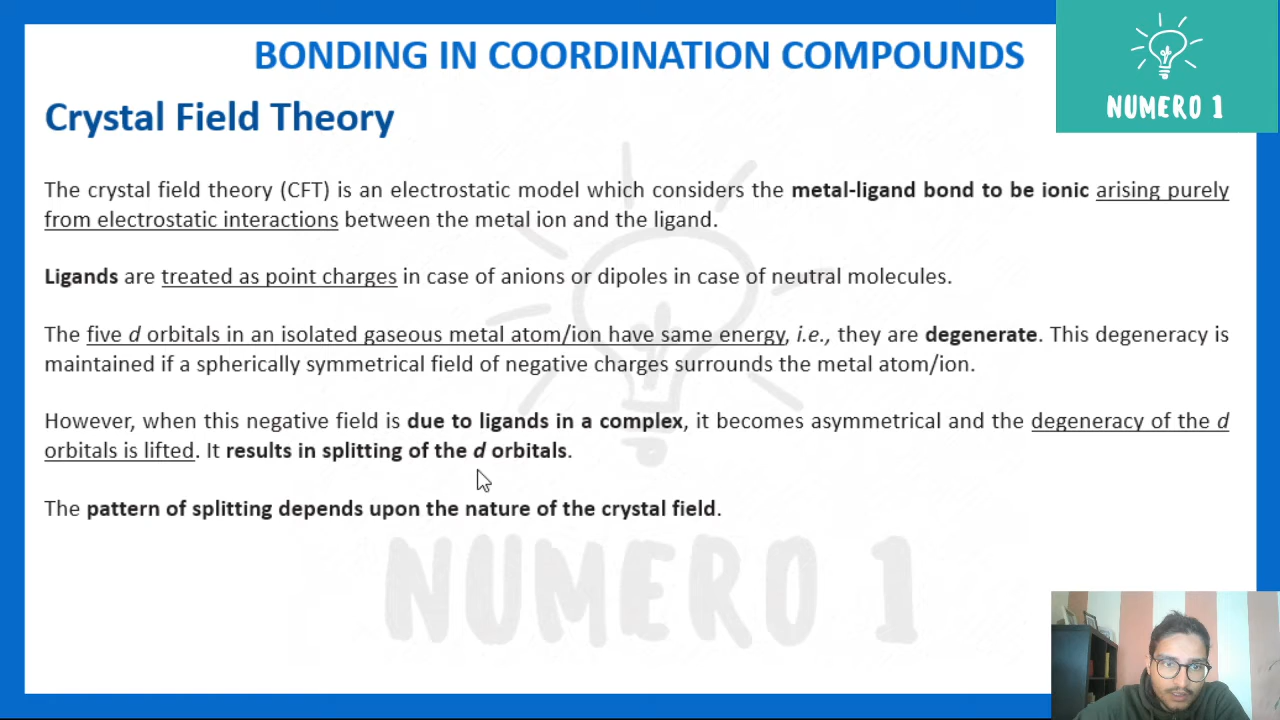 BONDING IN COORDINATION COMPOUNDS
NUMERO 1
Crystal Field Theory
The crystal field theory (CFT) is an electrostatic model which considers the metal-ligand bond to be ionic arising purely
from electrostatic interactions between the metal ion and the ligand.
Ligands are treated as point charges in case of anions or dipoles in case of neutral molecules.
The five d orbitals in an isolated gaseous metal atom/ion have same energy, i.e., they are degenerate. This degeneracy is
maintained if a spherically symmetrical field of negative charges surrounds the metal atom/ion.
However, when this negative field is due to ligands in a complex, it becomes asymmetrical and the degeneracy of the d
orbitals is lifted. It results in splitting of the d orbitals.
The pattern of splitting depends upon the nature of the crystal field.
NUMERO 1